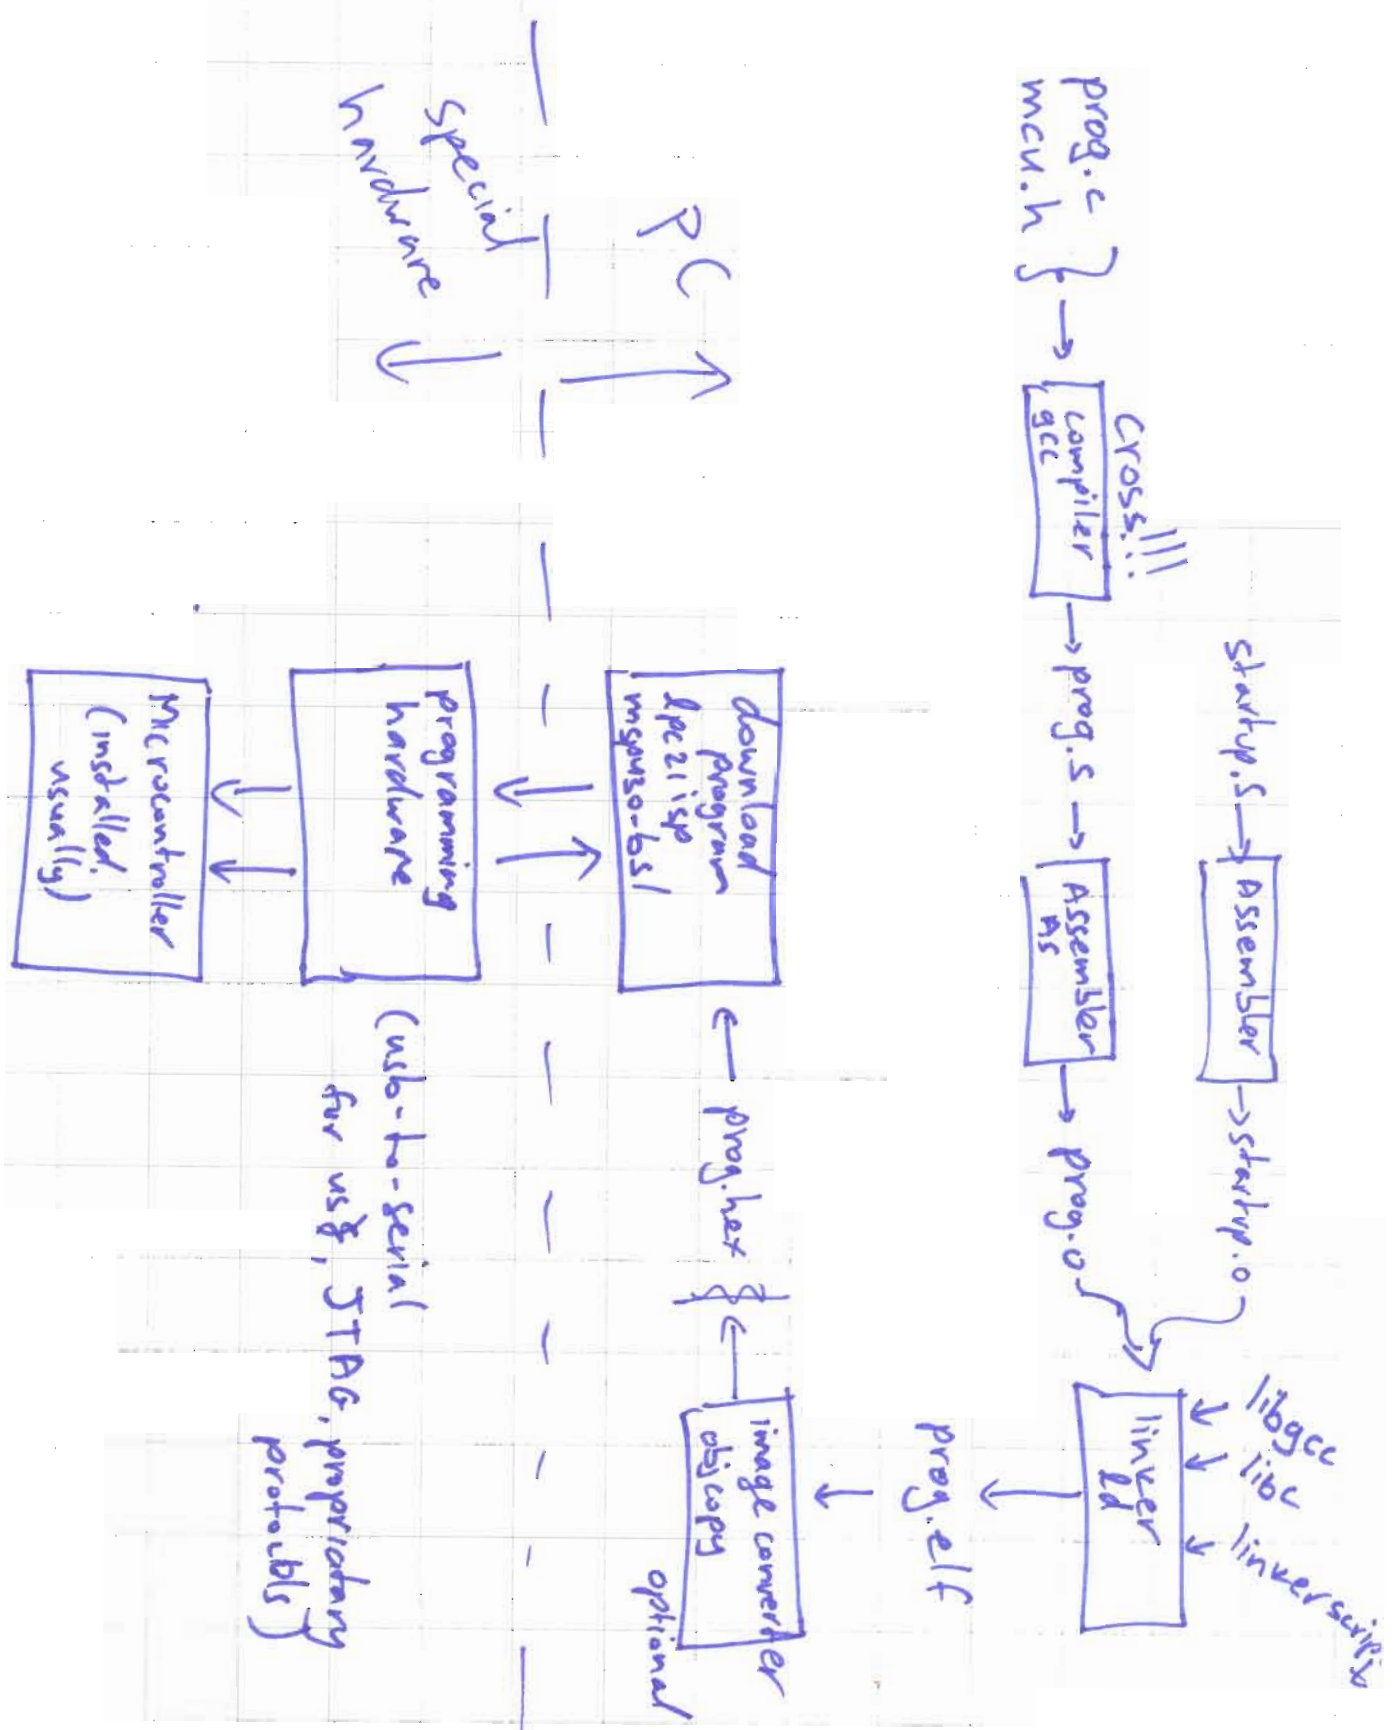 startup.s → Assembler → startup.o
libgcc
libc
linkerscript
Cross!!!
prog.c
mcu.h
compiler
gcc
prog.s
Assembler
As
prog.o
linker
ld
prog.elf
PC
download
program
lpc21isp
msp430-bsl
prog.hex
image converter
objcopy
optional
special
hardware
programming
hardware
(usb-to-serial
for us, JTAG, propriatary
protocols)
Microcontroller
(installed,
usually)